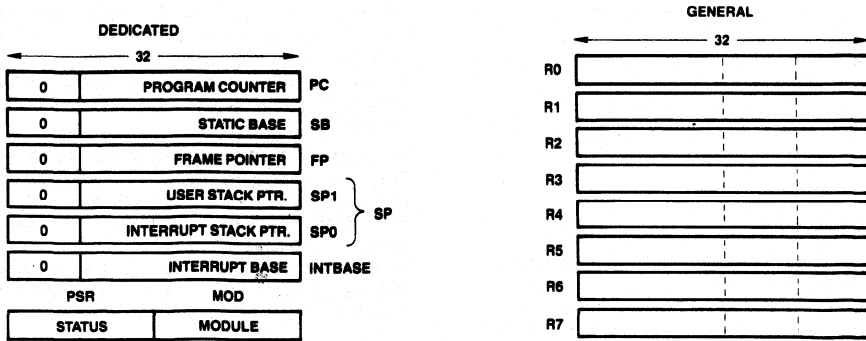 DEDICATED
32
0 PROGRAM COUNTER PC
0 STATIC BASE SB
0 FRAME POINTER FP
0 USER STACK PTR. SP1
SP
0 INTERRUPT STACK PTR. SP0
0 INTERRUPT BASE INTBASE
PSR MOD
STATUS MODULE
GENERAL
32
R0
R1
R2
R3
R4
R5
R6
R7